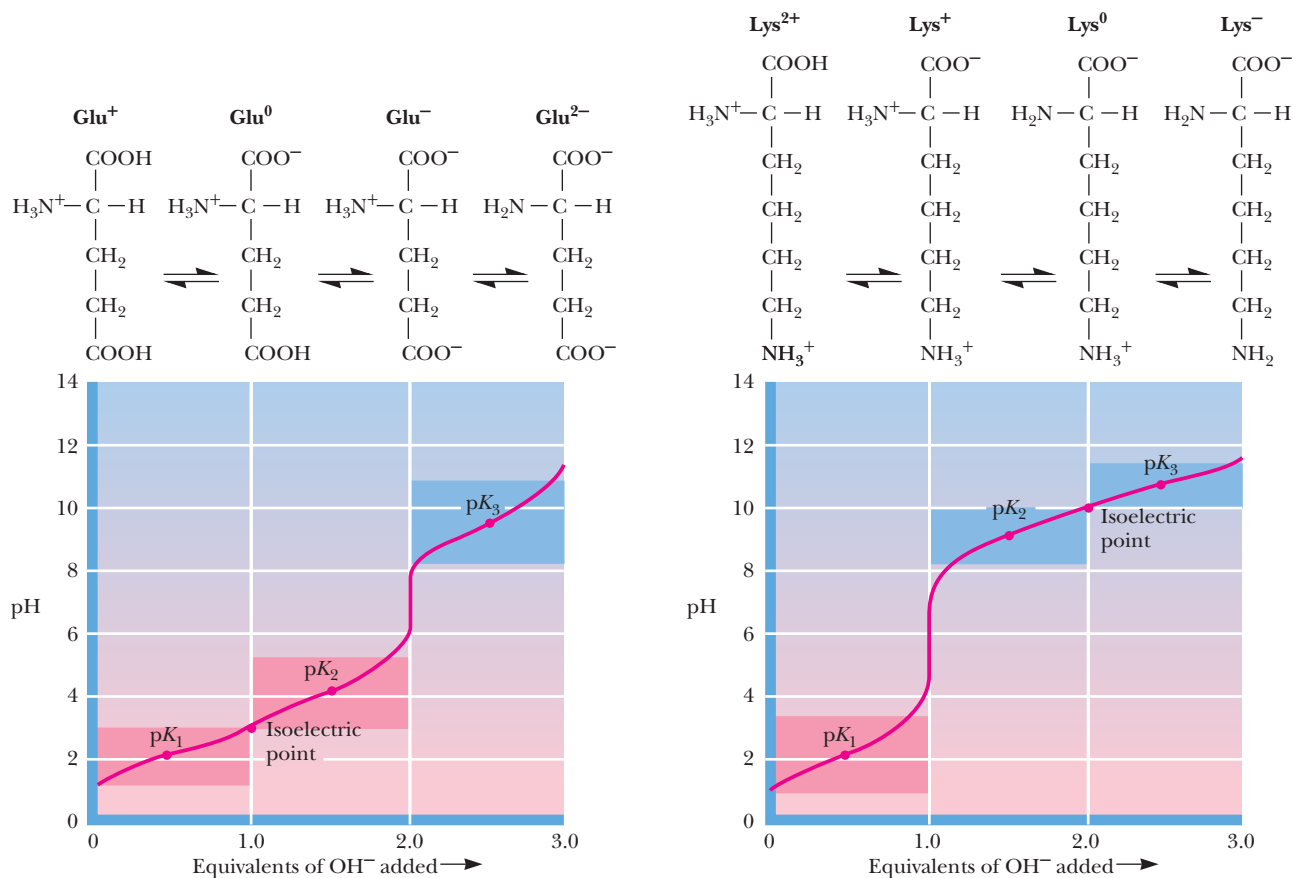 Glu⁺ Glu⁰ Glu⁻ Glu²⁻
COOH COO⁻ COO⁻ COO⁻
H₃N⁺—C—H H₃N⁺—C—H H₃N⁺—C—H H₂N—C—H
CH₂ CH₂ CH₂ CH₂
CH₂ CH₂ CH₂ CH₂
COOH COOH COO⁻ COO⁻
14
12
10
8
pH
6
4
2
0
pK₁
pK₂
pK₃
Isoelectric
point
0 1.0 2.0 3.0
Equivalents of OH⁻ added
Lys²⁺ Lys⁺ Lys⁰ Lys⁻
COOH COO⁻ COO⁻ COO⁻
H₃N⁺—C—H H₃N⁺—C—H H₂N—C—H H₂N—C—H
CH₂ CH₂ CH₂ CH₂
CH₂ CH₂ CH₂ CH₂
CH₂ CH₂ CH₂ CH₂
CH₂ CH₂ CH₂ CH₂
NH₃⁺ NH₃⁺ NH₃⁺ NH₂
14
12
10
8
pH
6
4
2
0
pK₁
pK₂
pK₃
Isoelectric
point
0 1.0 2.0 3.0
Equivalents of OH⁻ added